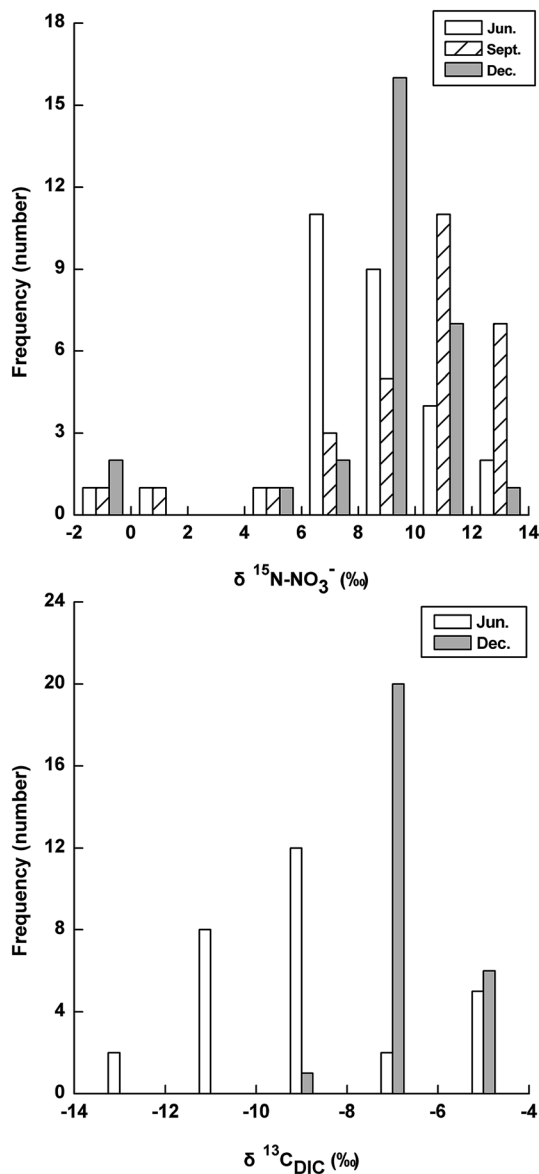 18
15
12
9
6
3
0
Frequency (number)
Jun.
Sept.
Dec.
-2 0 2 4 6 8 10 12 14
δ ¹⁵N-NO₃⁻ (‰)
24
20
16
12
8
4
0
Frequency (number)
Jun.
Dec.
-14 -12 -10 -8 -6 -4
δ ¹³C_DIC (‰)